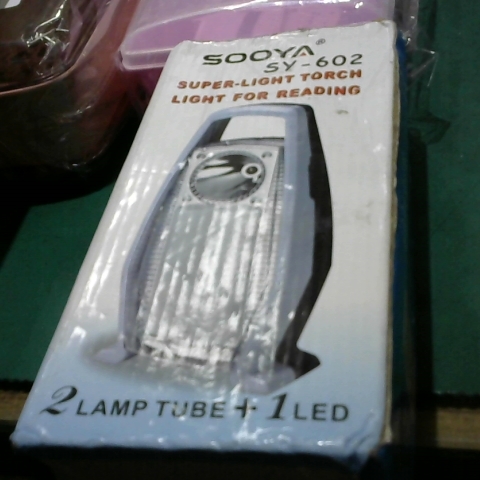 SOOYA®
SY-602
SUPER-LIGHT TORCH
LIGHT FOR READING
2 LAMP TUBE + 1 LED